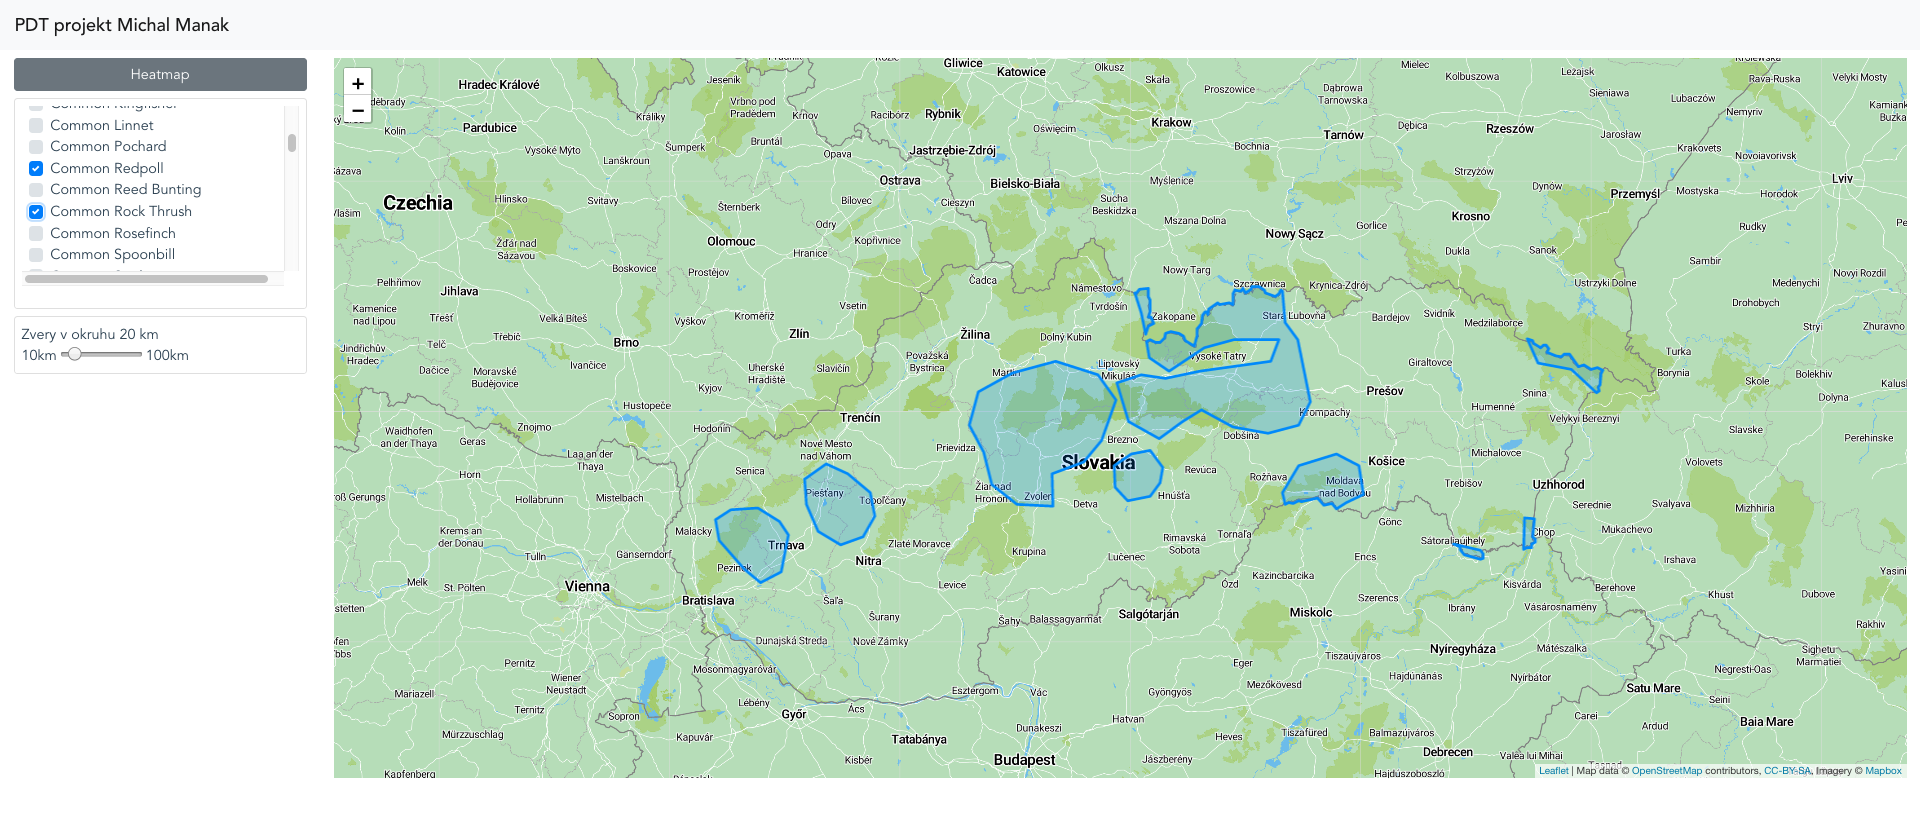 PDT projekt Michal Manak
Heatmap
Common Kingfisher
Common Linnet
Common Pochard
Common Redpoll
Common Reed Bunting
Common Rock Thrush
Common Rosefinch
Common Spoonbill
Zvery v okruhu 20 km
10km 100km
+
−
Gliwice
Katowice
Olkusz
Mielec
Leżajsk
Hradec Králové
Jesenik
Skała
Kolbuszowa
Rava-Ruska
Velyki Mosty
Vrbno pod
Pradědem
Krnov
Racibórz
Rybnik
Proszowice
Dąbrowa
Tarnowska
Sieniawa
Lubaczów
Nemyriv
Kolín
Pardubice
Králíky
Oświęcim
Krakow
Tarnów
Dębica
Rzeszów
Jarosław
Vysoké Mýto
Lanškroun
Šumperk
Bruntál
Opava
Jastrzębie-Zdrój
Bochnia
Krakovets
Novoiavorivsk
Ostrava
Bielsko-Biała
Myślenice
Strzyżów
Dynów
Przemyśl
Mostyska
Horodok
Lviv
Czechia
Hlinsko
Svitavy
Šternberk
Bílovec
Cieszyn
Sucha
Beskidzka
Mszana Dolna
Gorlice
Krosno
Rudky
Žďár nad
Sázavou
Olomouc
Odry
Kopřivnice
Hranice
Nowy Sącz
Dukla
Sanok
Sambir
Boskovice
Prostějov
Nowy Targ
Pelhřimov
Jihlava
Čadca
Námestovo
Szczawnica
Krynica-Zdrój
Ustrzyki Dolne
Medenychi
Novyi Rozdil
Kamenice
nad Lipou
Třešť
Velká Bíteš
Vyškov
Kroměříž
Vsetín
Tvrdošín
Zakopane
Stará Ľubovňa
Bardejov
Svidník
Medzilaborce
Drohobych
Stryi
Zhuravno
Jindřichův
Hradec
Telč
Třebíč
Brno
Zlín
Žilina
Dolný Kubín
Vysoké Tatry
Giraltovce
Turka
Borynia
Dačice
Moravské
Budějovice
Ivančice
Uherské
Hradiště
Slavičín
Považská
Bystrica
Martin
Liptovský
Mikuláš
Prešov
Snina
Skole
Bolekhiv
Kyjov
Hustopeče
Trenčín
Krompachy
Humenné
Velykyi Bereznyi
Dolyna
Waidhofen
an der Thaya
Geras
Znojmo
Hodonín
Nové Mesto
nad Váhom
Prievidza
Brezno
Dobšiná
Slavske
Perehinske
Laa an der
Thaya
Horn
Senica
Slovakia
Revúca
Rožňava
Košice
Michalovce
Volovets
Hollabrunn
Mistelbach
Piešťany
Topoľčany
Žiar nad
Hronom
Zvolen
Detva
Hnúšťa
Moldava
nad Bodvou
Trebišov
Uzhhorod
Serednie
Svalyava
Mizhhiria
Krems an
der Donau
Malacky
Trnava
Zlaté Moravce
Krupina
Rimavská
Sobota
Tornaľa
Gönc
Sátoraljaújhely
Chop
Mukachevo
Tulln
Gänserndorf
Pezinok
Nitra
Lučenec
Encs
Irshava
Melk
St. Pölten
Vienna
Bratislava
Levice
Ózd
Kazincbarcika
Kisvárda
Berehove
Khust
Dubove
Šaľa
Šurany
Salgótarján
Szerencs
Miskolc
Ibrány
Vásárosnamény
Rakhiv
Dunajská Streda
Nové Zámky
Šahy
Balassagyarmat
Nyíregyháza
Mátészalka
Sighetu
Marmatiei
Pernitz
Mosonmagyaróvár
Eger
Tiszaújváros
Negresti-Oas
Mariazell
Wiener
Neustadt
Esztergom
Vác
Gyöngyös
Mezőkövesd
Hajdúnánás
Nyírbátor
Satu Mare
Ternitz
Sopron
Lébény
Győr
Ács
Hatvan
Seini
Baia Mare
Mürzzuschlag
Kapuvár
Tatabánya
Dunakeszi
Heves
Tiszafüred
Balmazújváros
Carei
Ardud
Kisbér
Budapest
Jászberény
Debrecen
Valea lui Mihai
Kapfenberg
Hajdúszoboszló
Leaflet | Map data © OpenStreetMap contributors, CC-BY-SA, Imagery © Mapbox